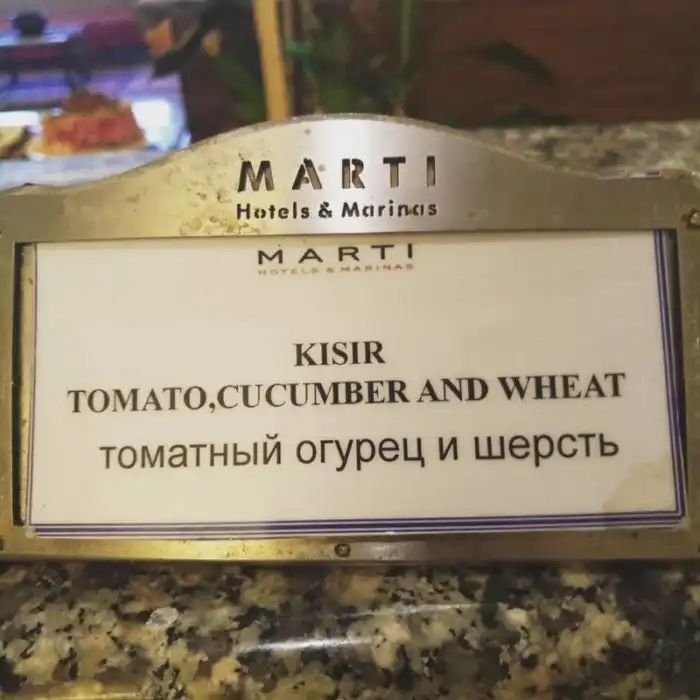 MARTI
Hotels & Marinas
MARTI
HOTELS & MARINAS
KISIR
TOMATO,CUCUMBER AND WHEAT
томатный огурец и шерсть